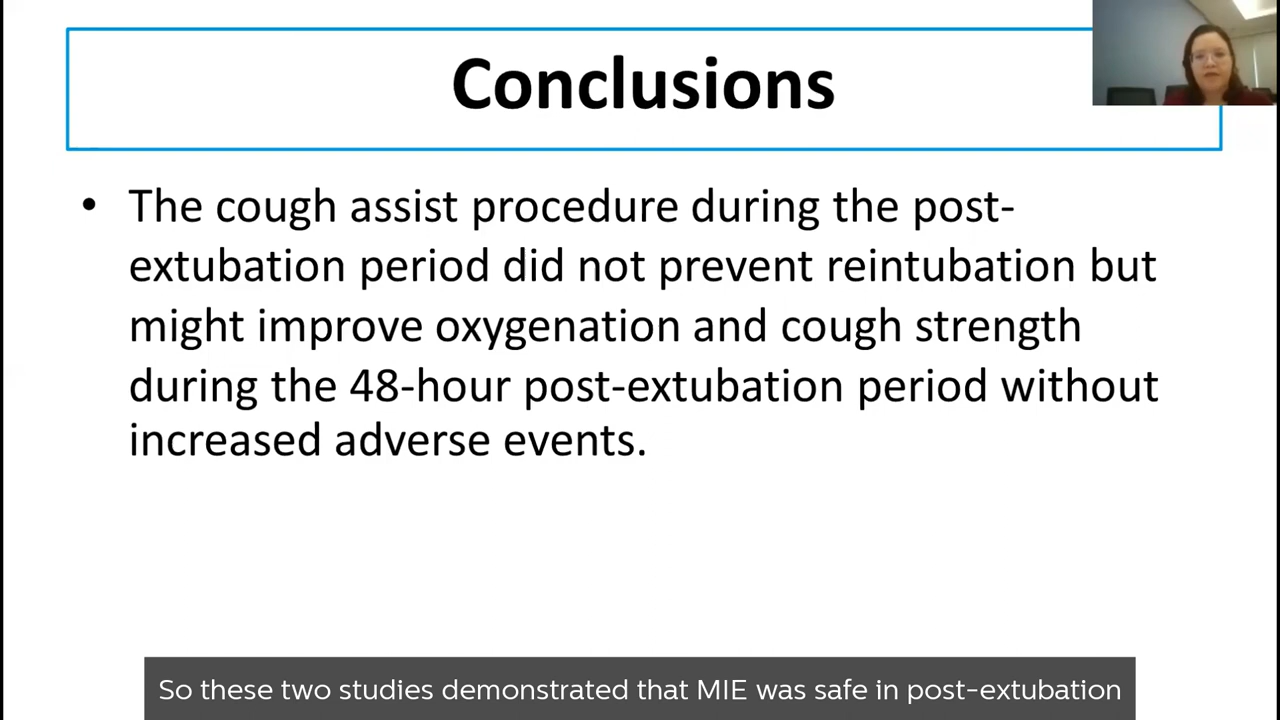 Conclusions
• The cough assist procedure during the post-
extubation period did not prevent reintubation but
might improve oxygenation and cough strength
during the 48-hour post-extubation period without
increased adverse events.
So these two studies demonstrated that MIE was safe in post-extubation